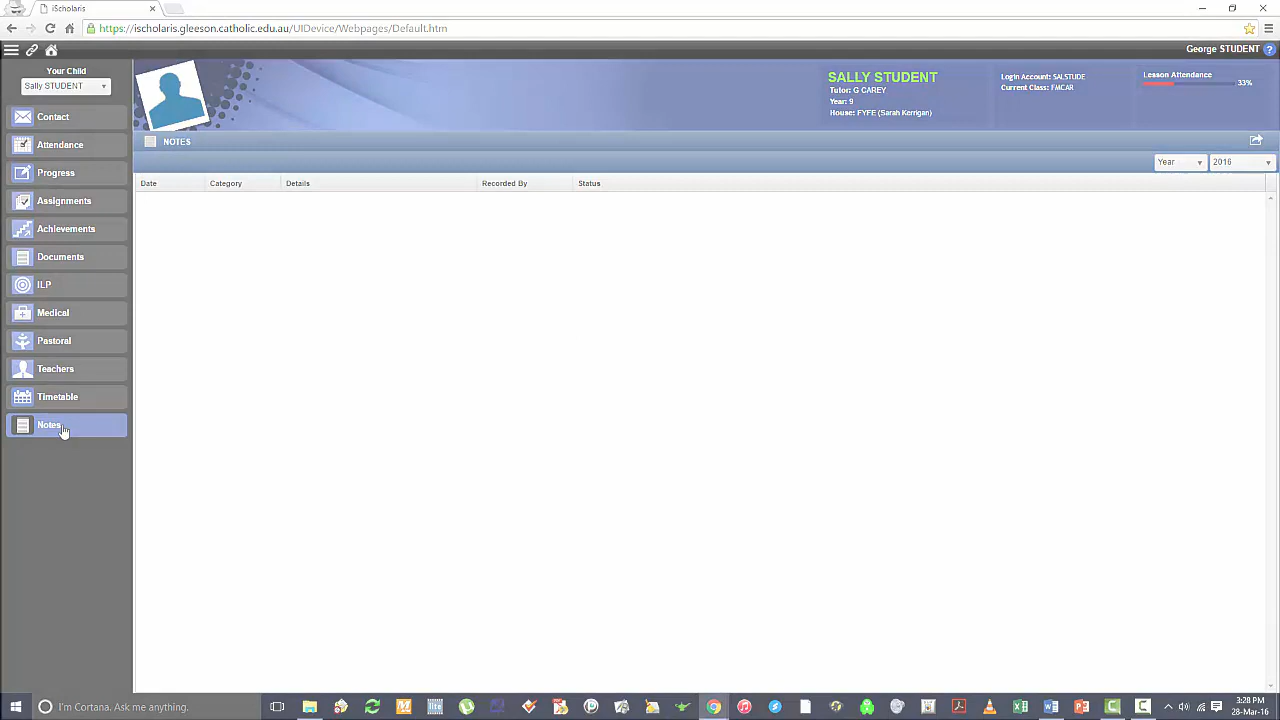 iScholaris
https://ischolaris.gleeson.catholic.edu.au/UIDevice/Webpages/Default.htm
George STUDENT
Your Child
Sally STUDENT
Contact
Attendance
Progress
Assignments
Achievements
Documents
ILP
Medical
Pastoral
Teachers
Timetable
Notes
SALLY STUDENT
Tutor: G CAREY
Year: 9
House: FYFE (Sarah Kerrigan)
Login Account: SALSTUDE
Current Class: FMCAR
Lesson Attendance
33%
NOTES
Year 2016
Date Category Details Recorded By Status
I'm Cortana. Ask me anything.
lite
3:28 PM
28-Mar-16